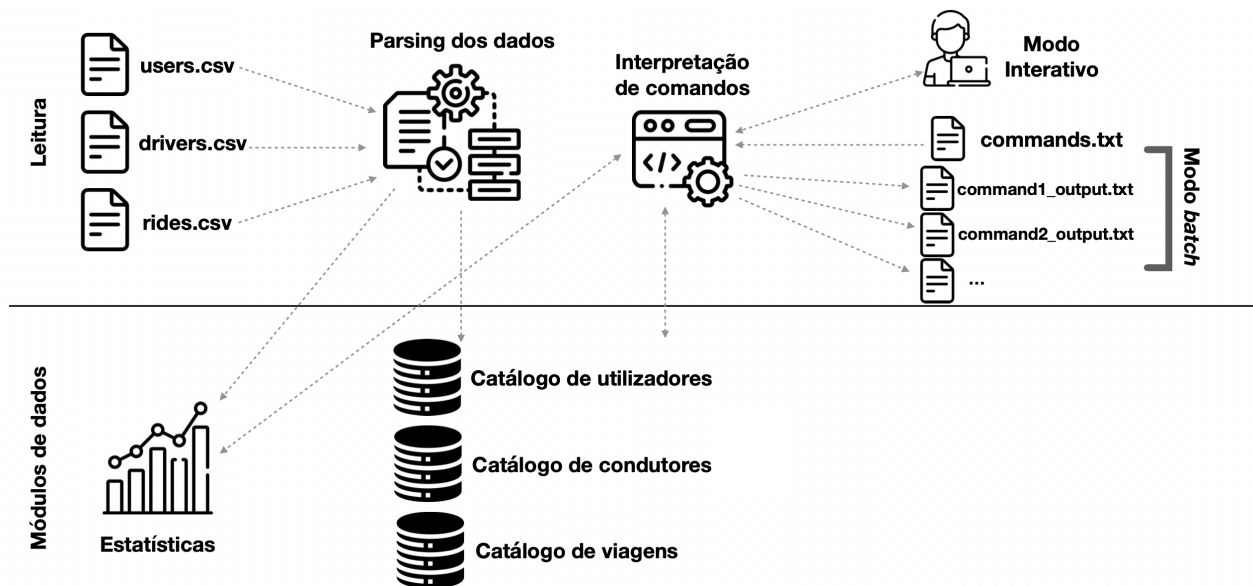 Leitura
users.csv
drivers.csv
rides.csv
Parsing dos dados
Interpretação
de comandos
Modo
Interativo
commands.txt
command1_output.txt
command2_output.txt
...
Modo batch
Módulos de dados
Estatísticas
Catálogo de utilizadores
Catálogo de condutores
Catálogo de viagens